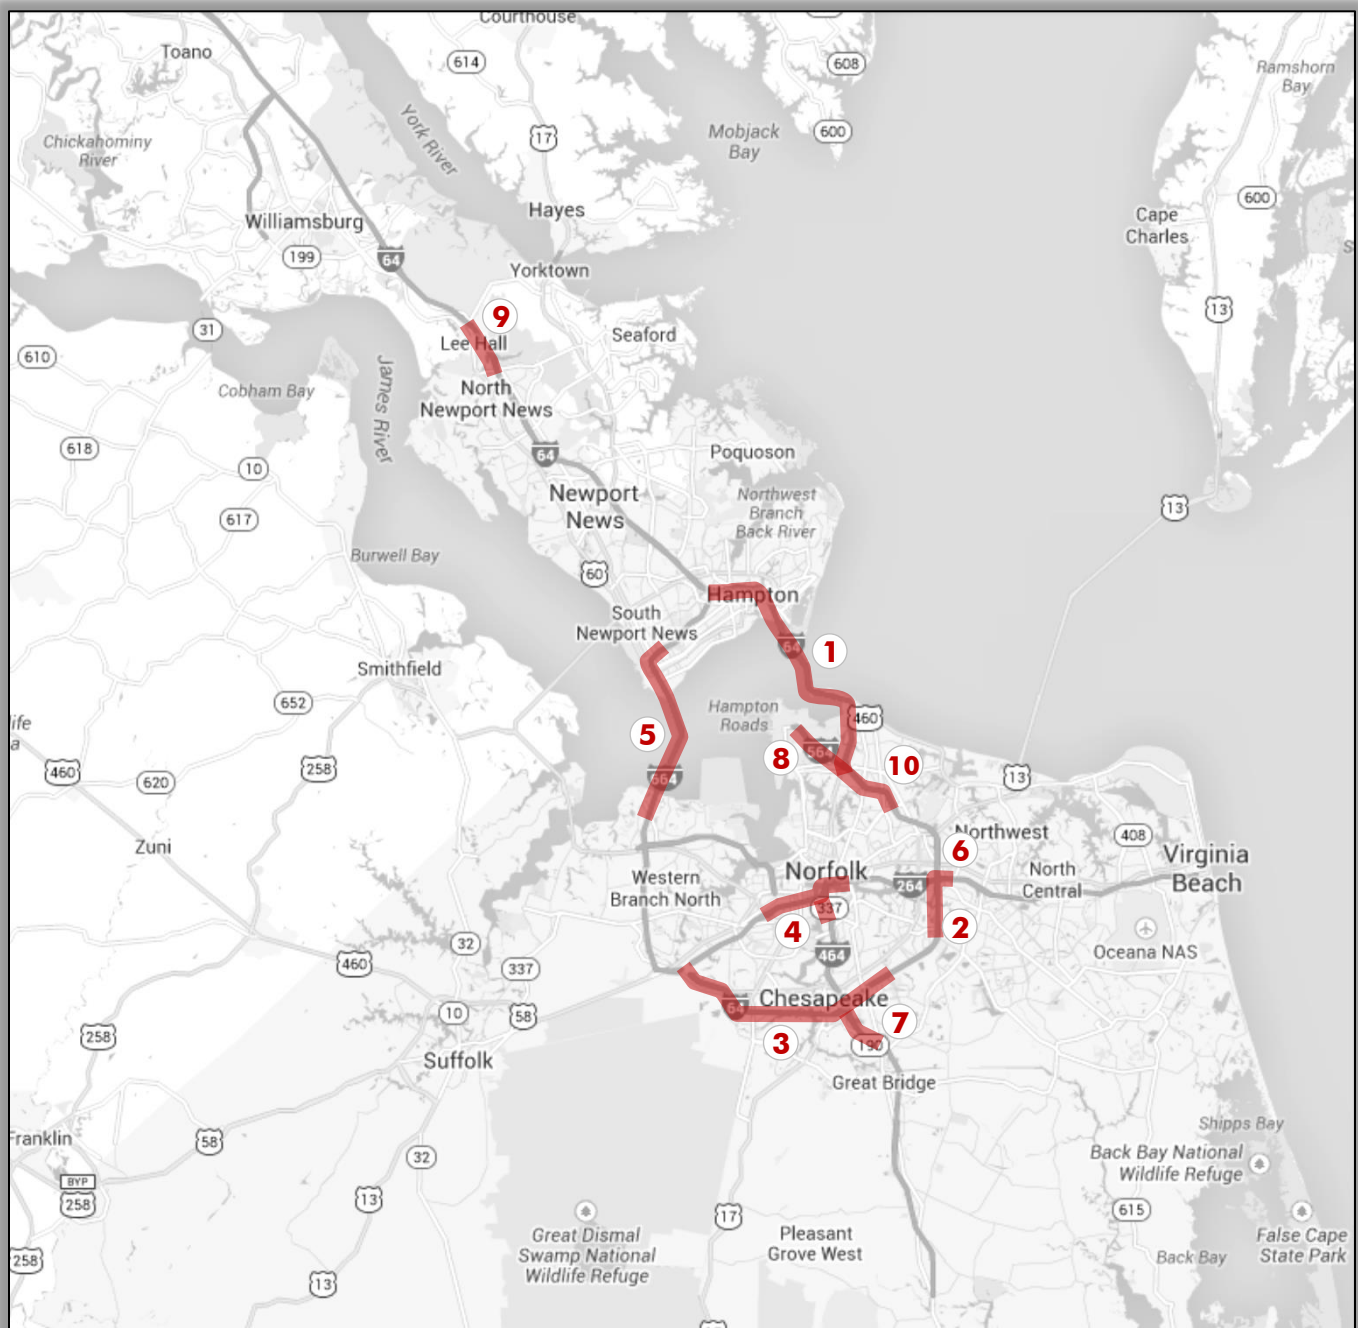 Courthouse
Toano
614
608
Ramshorn
Bay
York River
17
Mobjack
Bay
600
Chickahominy
River
600
Hayes
Cape
Charles
Williamsburg
199
64
Yorktown
13
9
31
Seaford
Lee Hall
610
James River
Cobham Bay
North
Newport News
618
10
64
Poquoson
Newport
News
Northwest
Branch
Back River
13
617
Burwell Bay
60
Hampton
South
Newport News
64
1
Smithfield
652
Hampton
Roads
460
life
a
5
8
564
10
460
620
258
664
13
Zuni
Northwest
408
6
Virginia
Beach
Norfolk
264
North
Central
Western
Branch North
337
4
2
32
464
Oceana NAS
460
337
64
Chesapeake
10
58
7
3
190
258
Suffolk
Great Bridge
Shipps Bay
Franklin
58
32
Back Bay National
Wildlife Refuge
BYP
258
13
17
615
Great Dismal
Swamp National
Wildlife Refuge
Pleasant
Grove West
False Cape
State Park
Back Bay
258
13